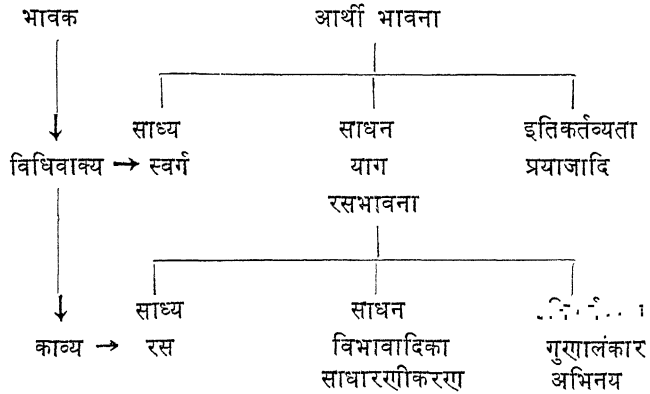 भावक आर्थी भावना
साध्य साधन इतिकर्तव्यता
विधिवाक्य → स्वर्ग याग प्रयाजादि
रसभावना
साध्य साधन
काव्य → रस विभावादिका गुणालंकार
साधारणीकरण अभिनय